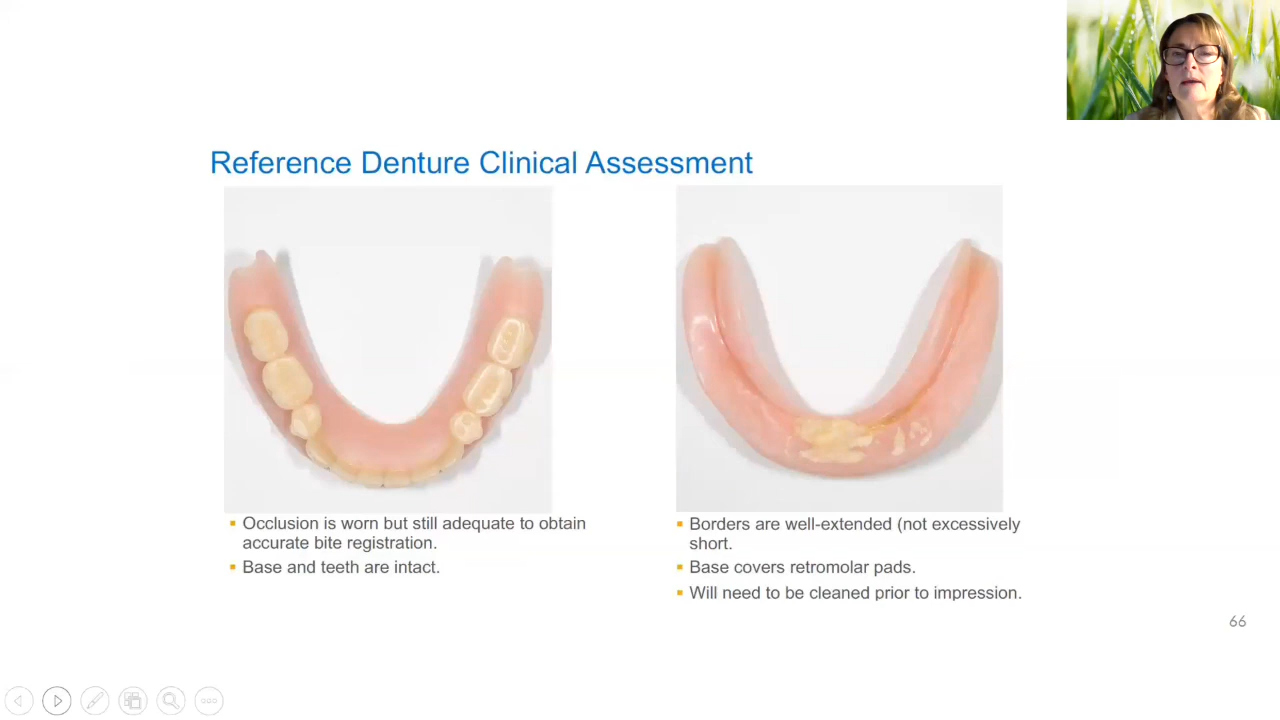 Reference Denture Clinical Assessment
▪ Occlusion is worn but still adequate to obtain
accurate bite registration.
▪ Base and teeth are intact.
▪ Borders are well-extended (not excessively
short.
▪ Base covers retromolar pads.
▪ Will need to be cleaned prior to impression.
66